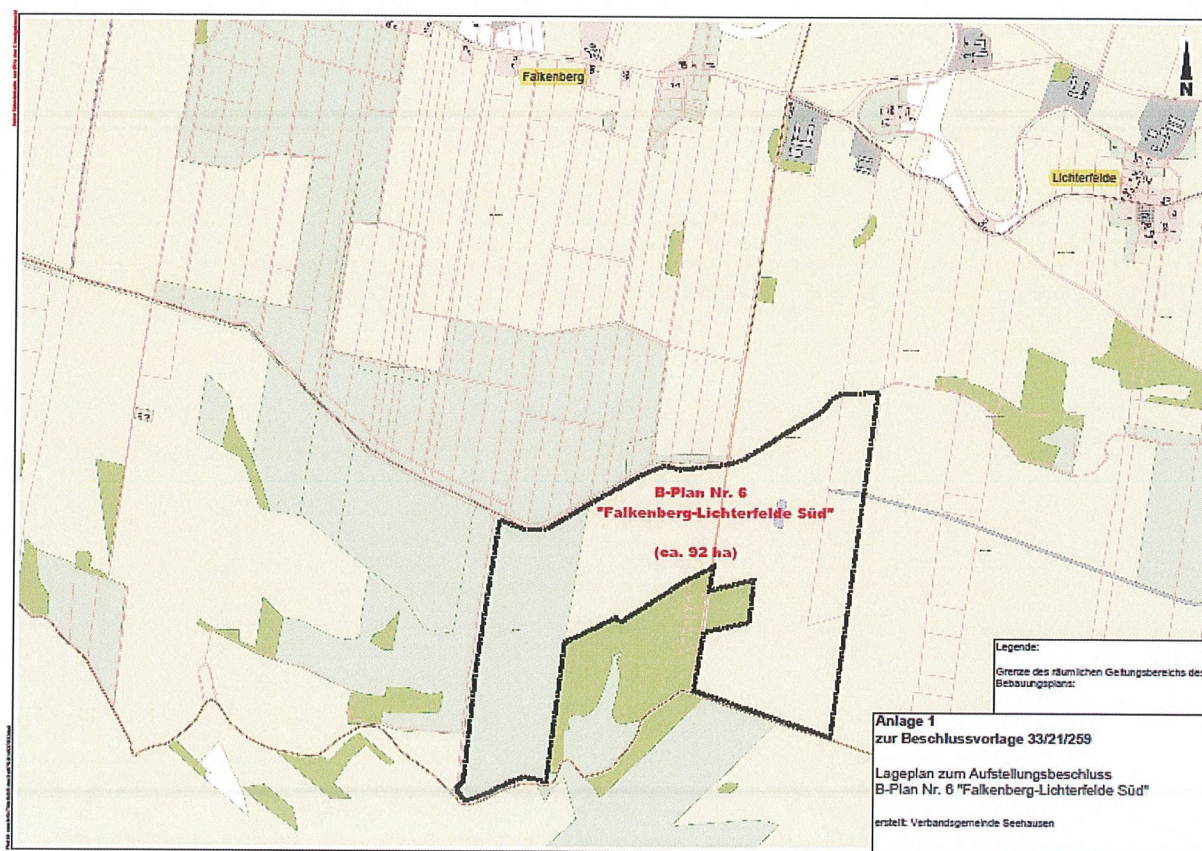 Falkenberg
N
Lichterfelde
B-Plan Nr. 6
"Falkenberg-Lichterfelde Süd"
(ca. 92 ha)
Legende:
Grenze des räumlichen Geltungsbereichs des
Bebauungsplans:
Anlage 1
zur Beschlussvorlage 33/21/259
Lageplan zum Aufstellungsbeschluss
B-Plan Nr. 6 "Falkenberg-Lichterfelde Süd"
erstellt: Verbandsgemeinde Seehausen